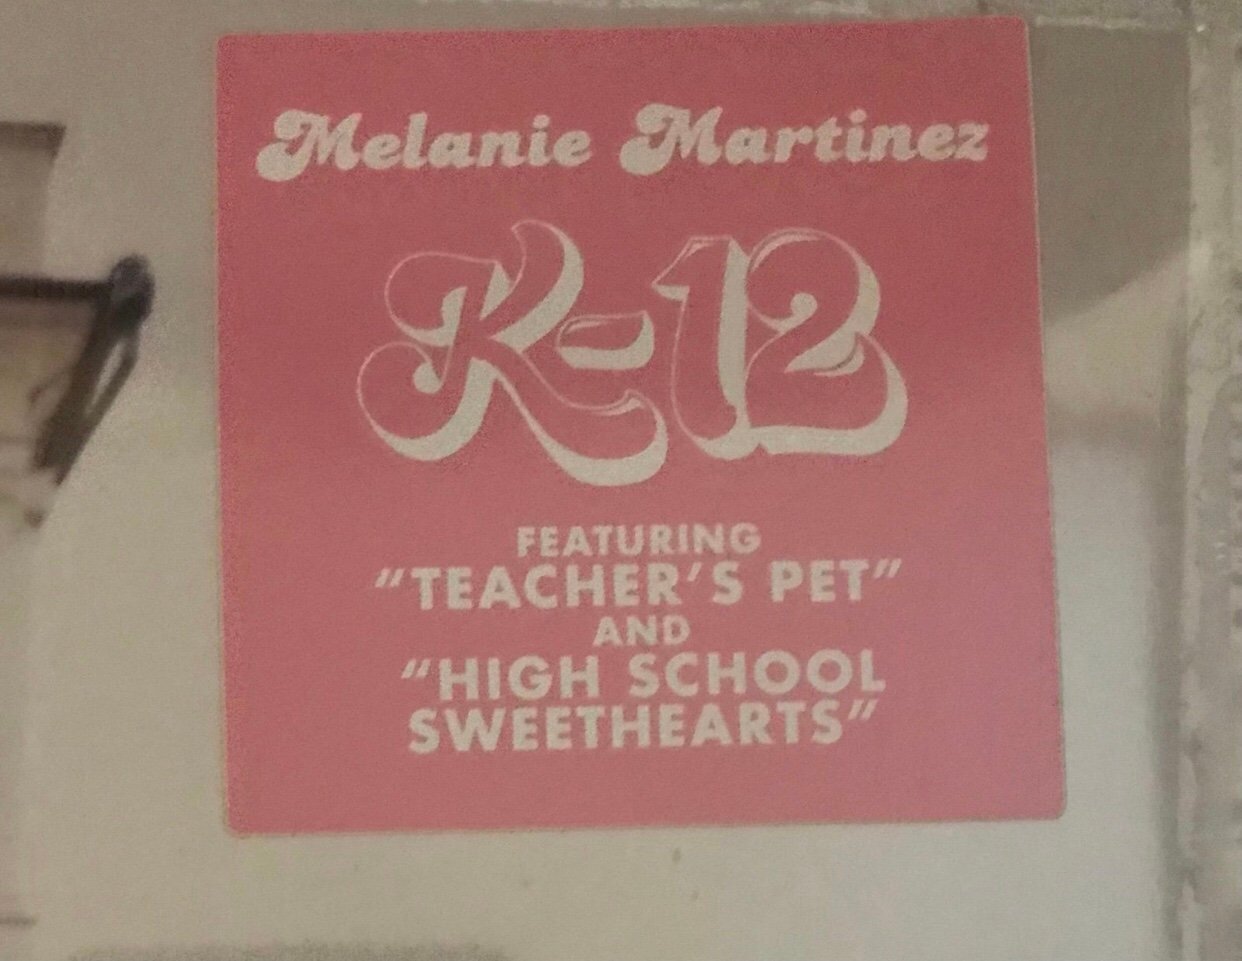 Melanie Martinez
K-12
FEATURING
"TEACHER'S PET"
AND
"HIGH SCHOOL
SWEETHEARTS"